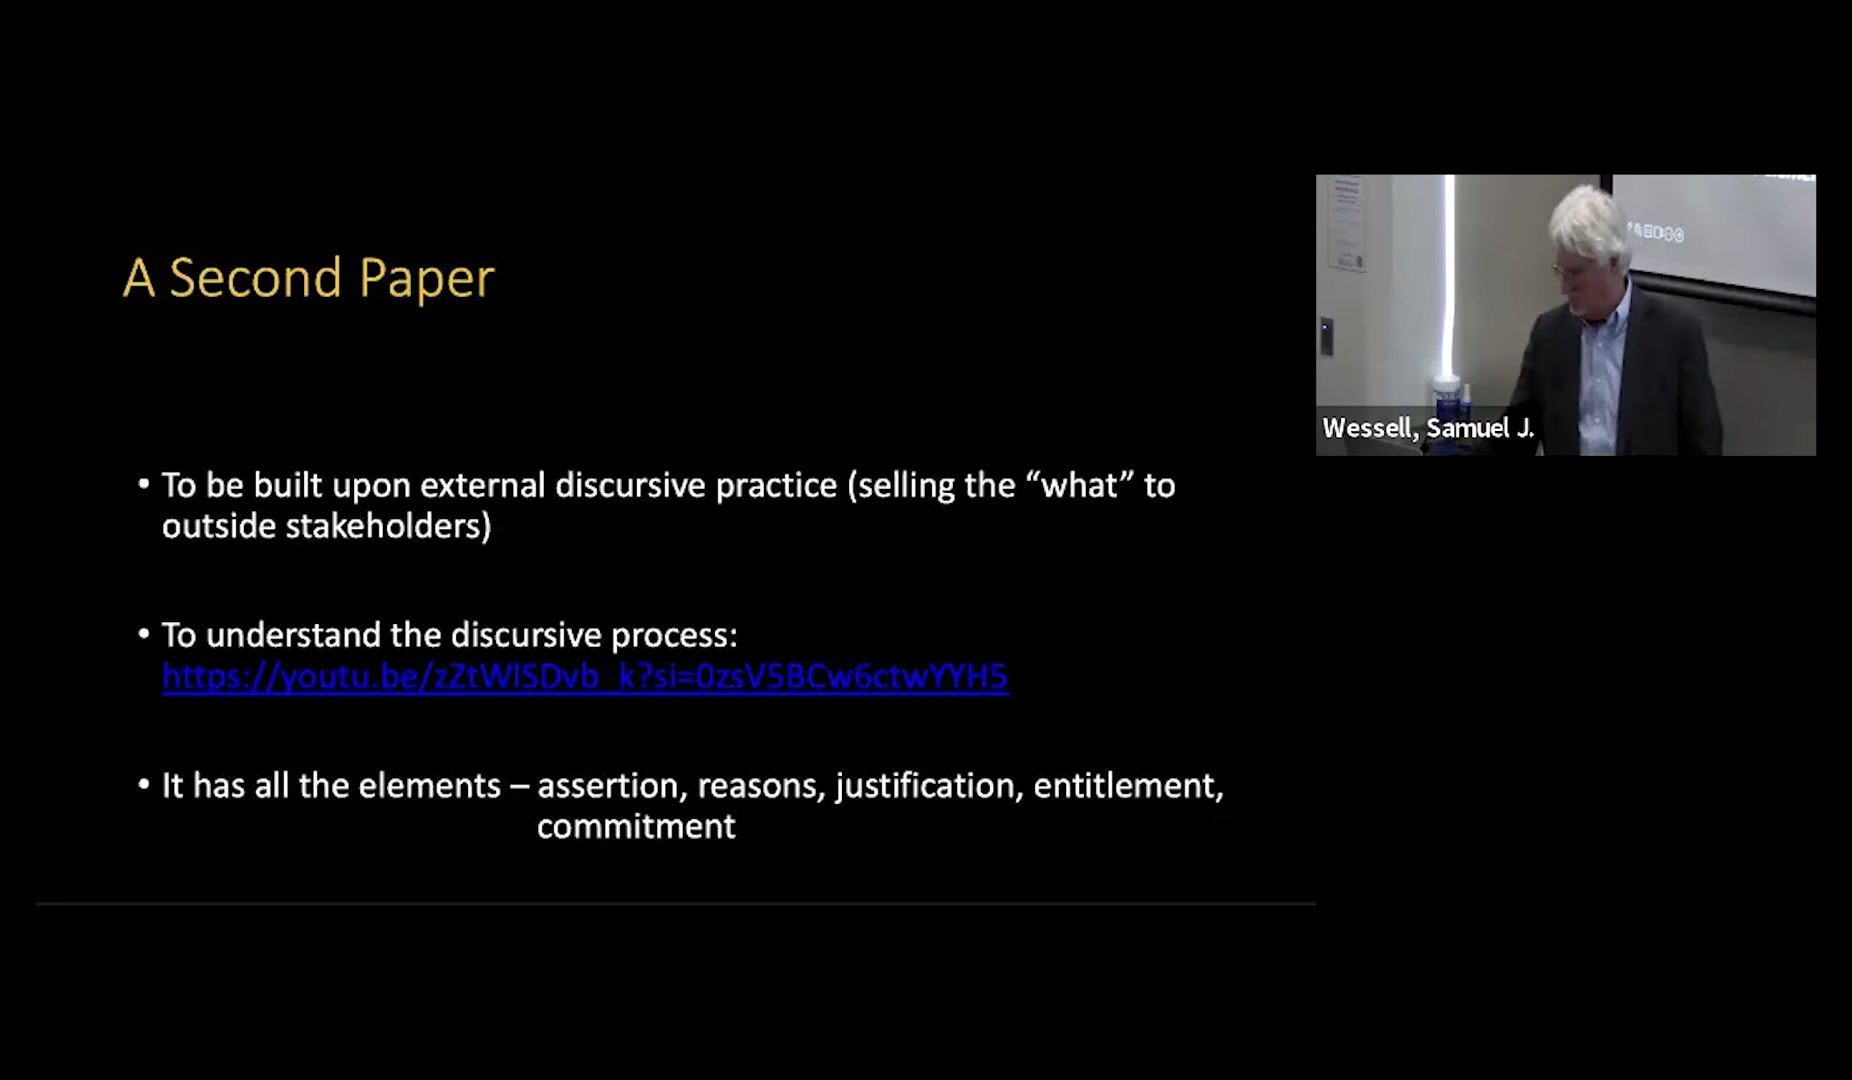 A Second Paper
• To be built upon external discursive practice (selling the “what” to
outside stakeholders)
• To understand the discursive process:
https://youtu.be/zZtWlSDvb_k?si=0zsV5BCw6ctwYYH5
• It has all the elements – assertion, reasons, justification, entitlement,
commitment
Wessell, Samuel J.